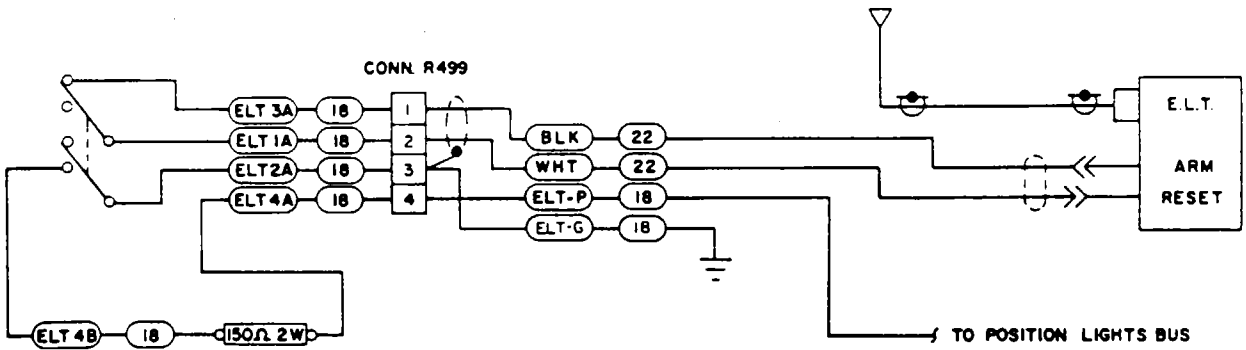 CONN. R499
ELT 3A 18 1
ELT 1A 18 2
ELT 2A 18 3
ELT 4A 18 4
BLK 22
WHT 22
ELT-P 18
ELT-G 18
E.L.T.
ARM
RESET
ELT 4B 18 150Ω 2W
TO POSITION LIGHTS BUS